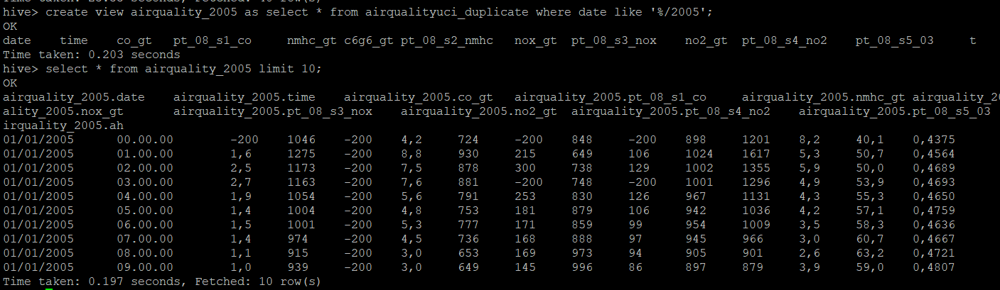 hive> create view airquality_2005 as select * from airqualityuci_duplicate where date like '%/2005';
OK
date time co_gt pt_08_s1_co nmhc_gt c6g6_gt pt_08_s2_nmhc nox_gt pt_08_s3_nox no2_gt pt_08_s4_no2 pt_08_s5_03 t
Time taken: 0.203 seconds
hive> select * from airquality_2005 limit 10;
OK
airquality_2005.date airquality_2005.time airquality_2005.co_gt airquality_2005.pt_08_s1_co airquality_2005.nmhc_gt airquality_20
ality_2005.nox_gt airquality_2005.pt_08_s3_nox airquality_2005.no2_gt airquality_2005.pt_08_s4_no2 airquality_2005.pt_08_s5_03
irquality_2005.ah
01/01/2005 00.00.00 -200 1046 -200 4,2 724 -200 848 -200 898 1201 8,2 40,1 0,4375
01/01/2005 01.00.00 1,6 1275 -200 8,8 930 215 649 106 1024 1617 5,3 50,7 0,4564
01/01/2005 02.00.00 2,5 1173 -200 7,5 878 300 738 129 1002 1355 5,9 50,0 0,4689
01/01/2005 03.00.00 2,7 1163 -200 7,6 881 -200 748 -200 1001 1296 4,9 53,9 0,4693
01/01/2005 04.00.00 1,9 1054 -200 5,6 791 253 830 126 967 1131 4,3 55,3 0,4650
01/01/2005 05.00.00 1,4 1004 -200 4,8 753 181 879 106 942 1036 4,2 57,1 0,4759
01/01/2005 06.00.00 1,5 1001 -200 5,3 777 171 859 99 954 1009 3,5 58,3 0,4636
01/01/2005 07.00.00 1,4 974 -200 4,5 736 168 888 97 945 966 3,0 60,7 0,4667
01/01/2005 08.00.00 1,1 915 -200 3,0 653 169 973 94 905 901 2,6 63,2 0,4721
01/01/2005 09.00.00 1,0 939 -200 3,0 649 145 996 86 897 879 3,9 59,0 0,4807
Time taken: 0.197 seconds, Fetched: 10 row(s)